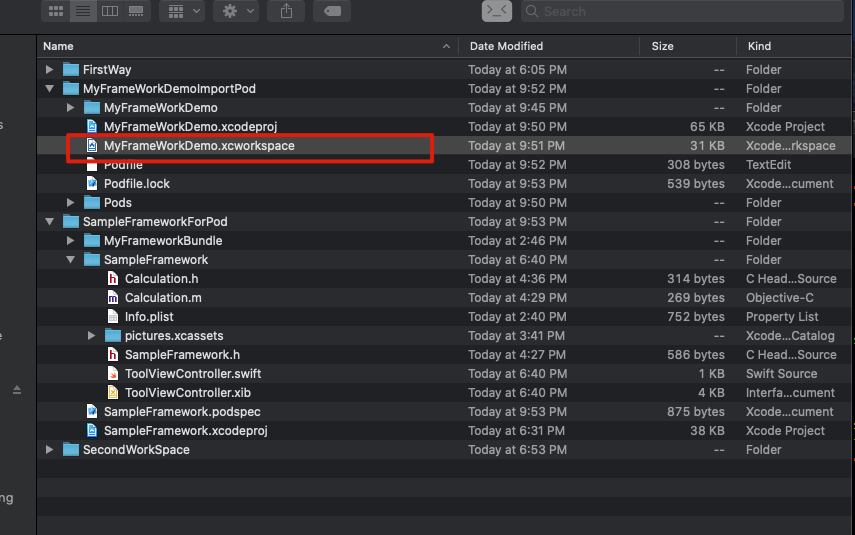 Search
Name Date Modified Size Kind
FirstWay Today at 6:05 PM -- Folder
MyFrameWorkDemoImportPod Today at 9:52 PM -- Folder
MyFrameWorkDemo Today at 9:45 PM -- Folder
MyFrameWorkDemo.xcodeproj Today at 9:50 PM 65 KB Xcode Project
MyFrameWorkDemo.xcworkspace Today at 9:51 PM 31 KB Xcode...rkspace
Podfile Today at 9:52 PM 308 bytes TextEdit
Podfile.lock Today at 9:53 PM 539 bytes Xcode...cument
Pods Today at 9:50 PM -- Folder
SampleFrameworkForPod Today at 9:53 PM -- Folder
MyFrameworkBundle Today at 2:46 PM -- Folder
SampleFramework Today at 6:40 PM -- Folder
Calculation.h Today at 4:36 PM 314 bytes C Head...Source
Calculation.m Today at 4:29 PM 269 bytes Objective-C
Info.plist Today at 2:40 PM 752 bytes Property List
pictures.xcassets Today at 3:41 PM -- Xcode...Catalog
SampleFramework.h Today at 4:27 PM 586 bytes C Head...Source
ToolViewController.swift Today at 6:40 PM 1 KB Swift Source
ToolViewController.xib Today at 6:40 PM 4 KB Interfa...cument
SampleFramework.podspec Today at 9:53 PM 875 bytes Xcode...cument
SampleFramework.xcodeproj Today at 6:31 PM 38 KB Xcode Project
SecondWorkSpace Today at 6:53 PM -- Folder
ng